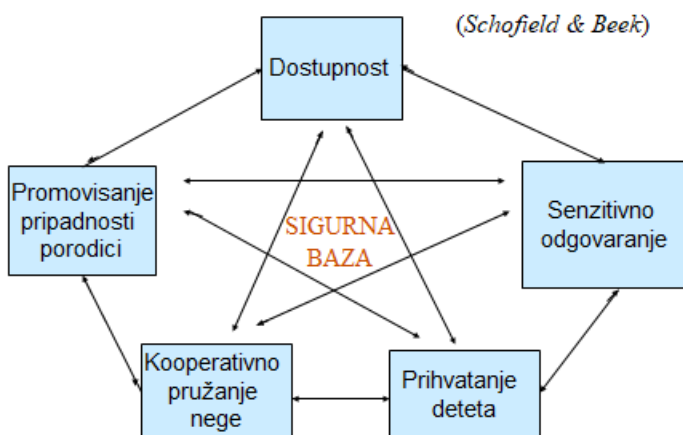 (Schofield & Beek)
Dostupnost
Promovisanje
pripadnosti
porodici
Senzitivno
odgovaranje
SIGURNA
BAZA
Kooperativno
pružanje
nege
Prihvatanje
deteta